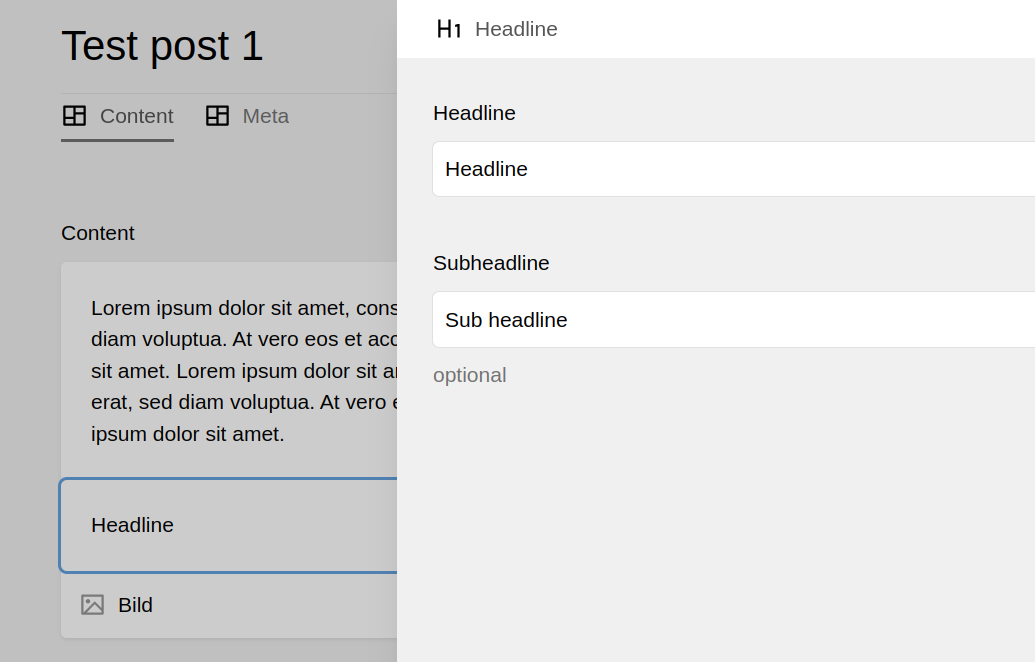 Test post 1
Content
Meta
Content
Lorem ipsum dolor sit amet, cons
diam voluptua. At vero eos et acc
sit amet. Lorem ipsum dolor sit
erat, sed diam voluptua. At vero
ipsum dolor sit amet.
Headline
Bild
H1 Headline
Headline
Headline
Subheadline
Sub headline
optional